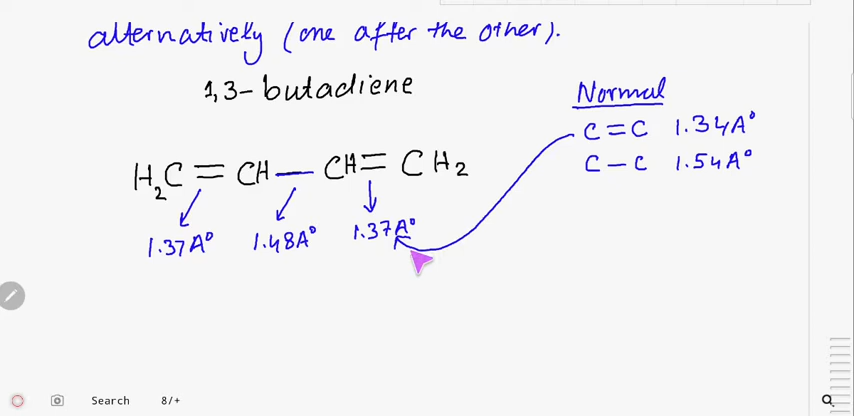 alternatively (one after the other).
1,3-butadiene
Normal
C=C 1.34A°
C-C 1.54A°
H2C=CH-CH=CH2
1.37A° 1.48A° 1.37A°
Search 8/+